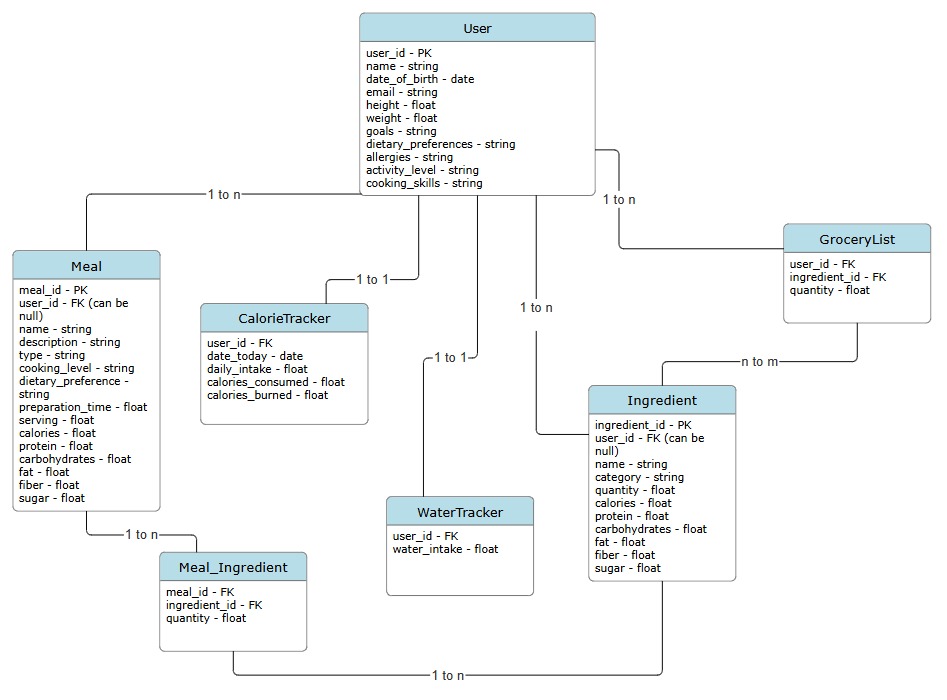 User
user_id - PK
name - string
date_of_birth - date
email - string
height - float
weight - float
goals - string
dietary_preferences - string
allergies - string
activity_level - string
cooking_skills - string
1 to n
1 to n
GroceryList
user_id - FK
ingredient_id - FK
quantity - float
Meal
meal_id - PK
user_id - FK (can be
null)
name - string
description - string
type - string
cooking_level - string
dietary_preference -
string
preparation_time - float
serving - float
calories - float
protein - float
carbohydrates - float
fat - float
fiber - float
sugar - float
1 to 1
CalorieTracker
user_id - FK
date_today - date
daily_intake - float
calories_consumed - float
calories_burned - float
1 to n
1 to 1
n to m
Ingredient
ingredient_id - PK
user_id - FK (can be
null)
name - string
category - string
quantity - float
calories - float
protein - float
carbohydrates - float
fat - float
fiber - float
sugar - float
WaterTracker
user_id - FK
water_intake - float
1 to n
Meal_Ingredient
meal_id - FK
ingredient_id - FK
quantity - float
1 to n